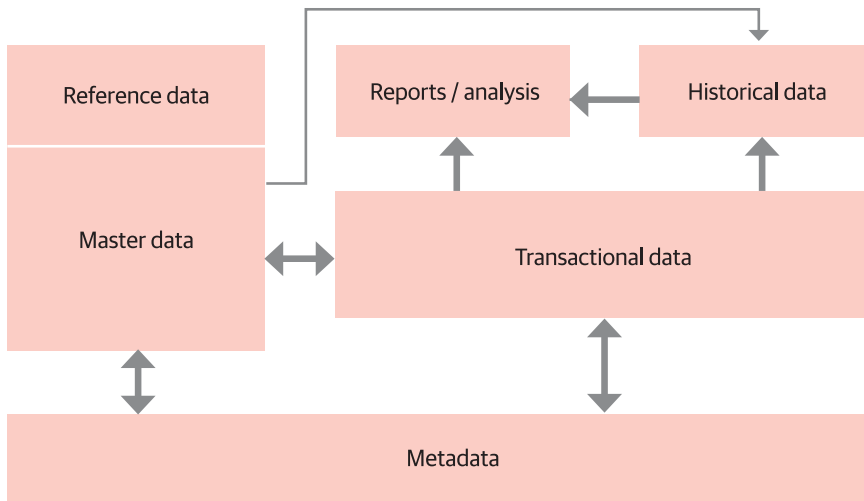 Reference data
Reports / analysis
Historical data
Master data
Transactional data
Metadata